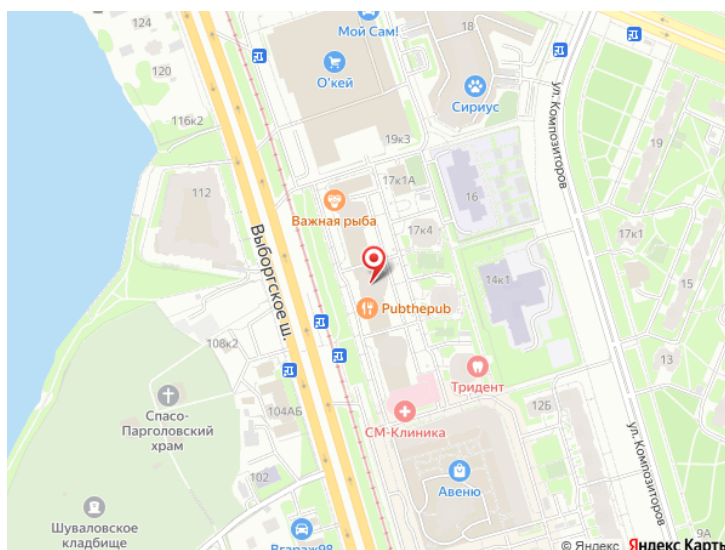 124
Мой Сам!
18
120
О'кей
Сириус
ул. Композиторов
116к2
19к3
19
112
17к1А
16
Важная рыба
17к4
17к1
Выборгское ш.
14к1
15
Pubthepub
108к2
13
Тридент
Спасо-
Парголовский
храм
104АБ
12Б
СМ-Клиника
ул. Композиторов
102
Авеню
Шуваловское
кладбище
Вгараж98
9А
© Яндекс Яндекс Карты